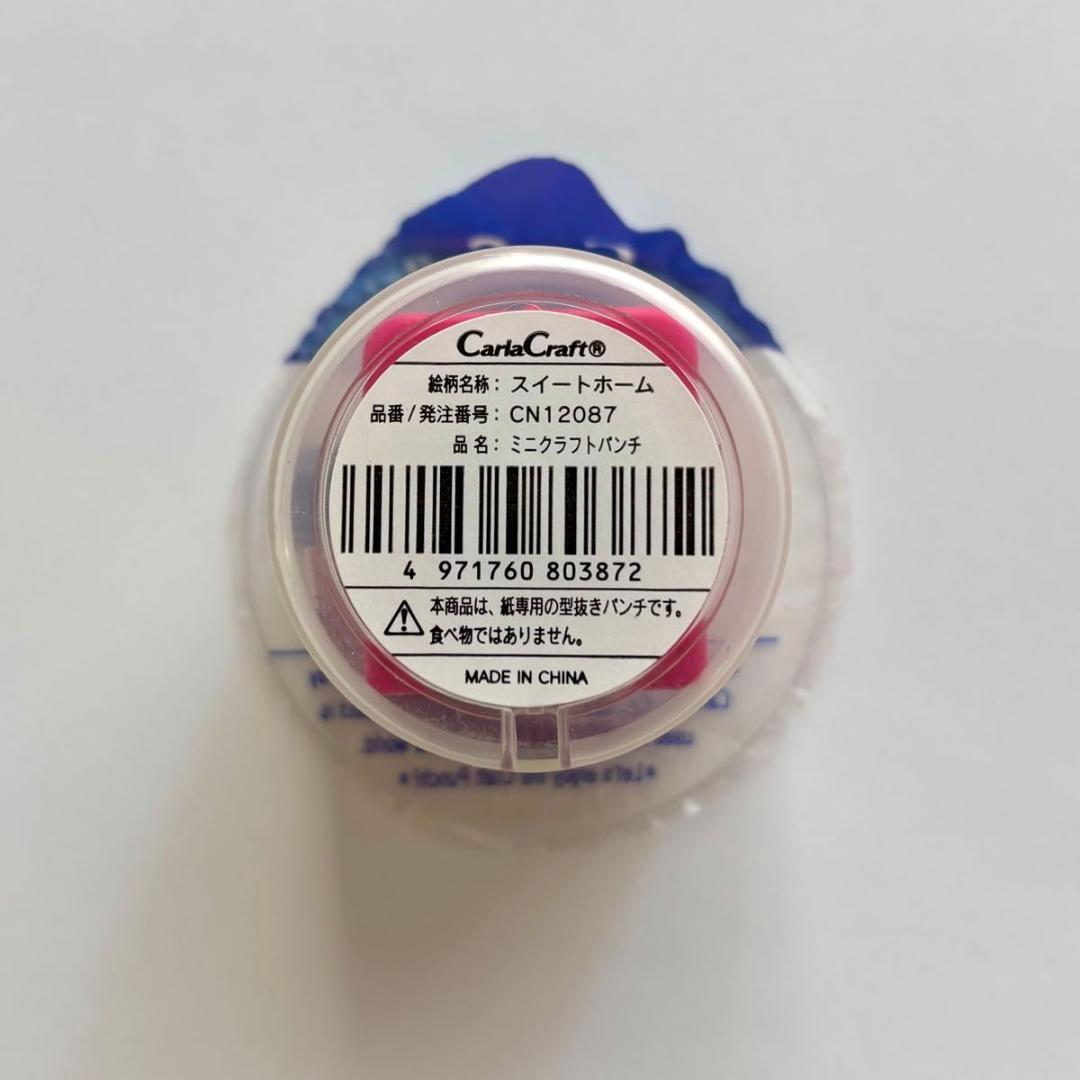 CarlaCraft®
絵柄名称：スイートホーム
品番/発注番号：CN12087
品名：ミニクラフトパンチ
4 971760 803872
本商品は、紙専用の型抜きパンチです。
食べ物ではありません。
MADE IN CHINA